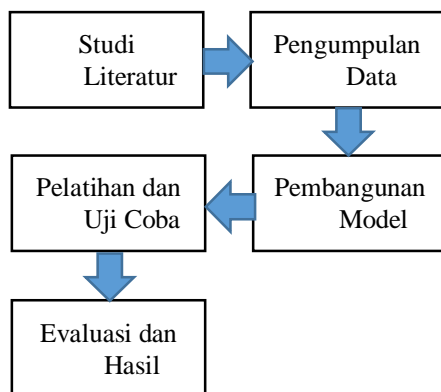 Studi
Literatur
Pengumpulan
Data
Pembangunan
Model
Pelatihan dan
Uji Coba
Evaluasi dan
Hasil